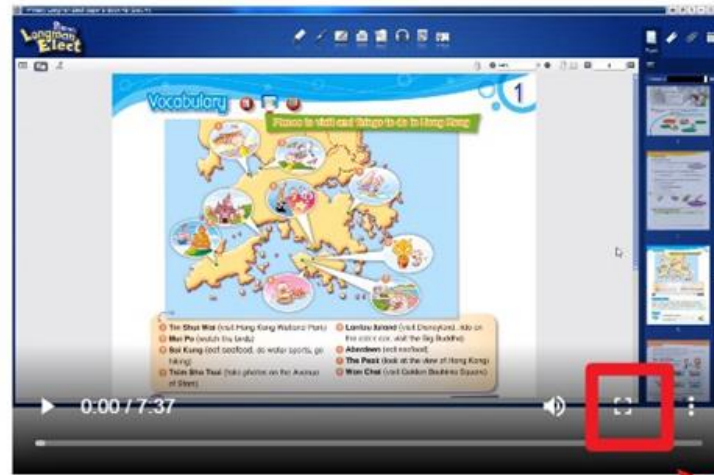 Longman
Elect
Vocabulary
1
Places to visit and things to do in Hong Kong
Tin Shui Wai (visit Hong Kong Wetland Park)
Mai Po (watch the birds)
Sai Kung (eat seafood, do water sports, go
hiking)
Tsim Sha Tsui (take photos on the Avenue
of Stars)
Lantau Island (visit Disneyland, ride on
the cable car, visit the Big Buddha)
Aberdeen (eat seafood)
The Peak (look at the view of Hong Kong)
Wan Chai (visit Golden Bauhinia Square)
0:00 / 7:37